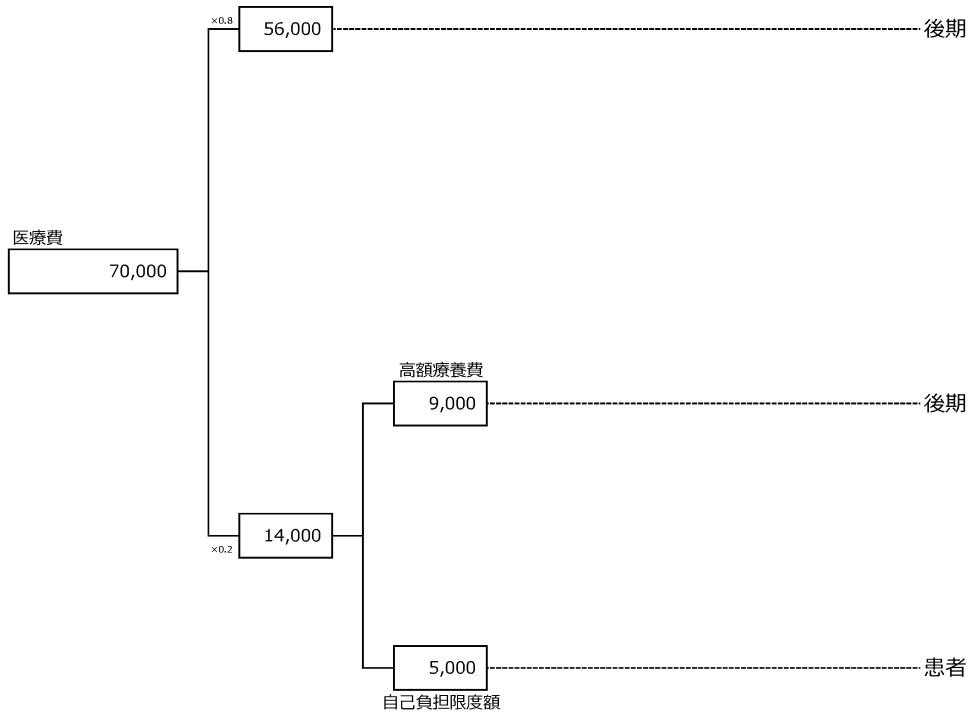 ×0.8
56,000
後期
医療費
70,000
高額療養費
9,000
後期
14,000
×0.2
5,000
患者
自己負担限度額